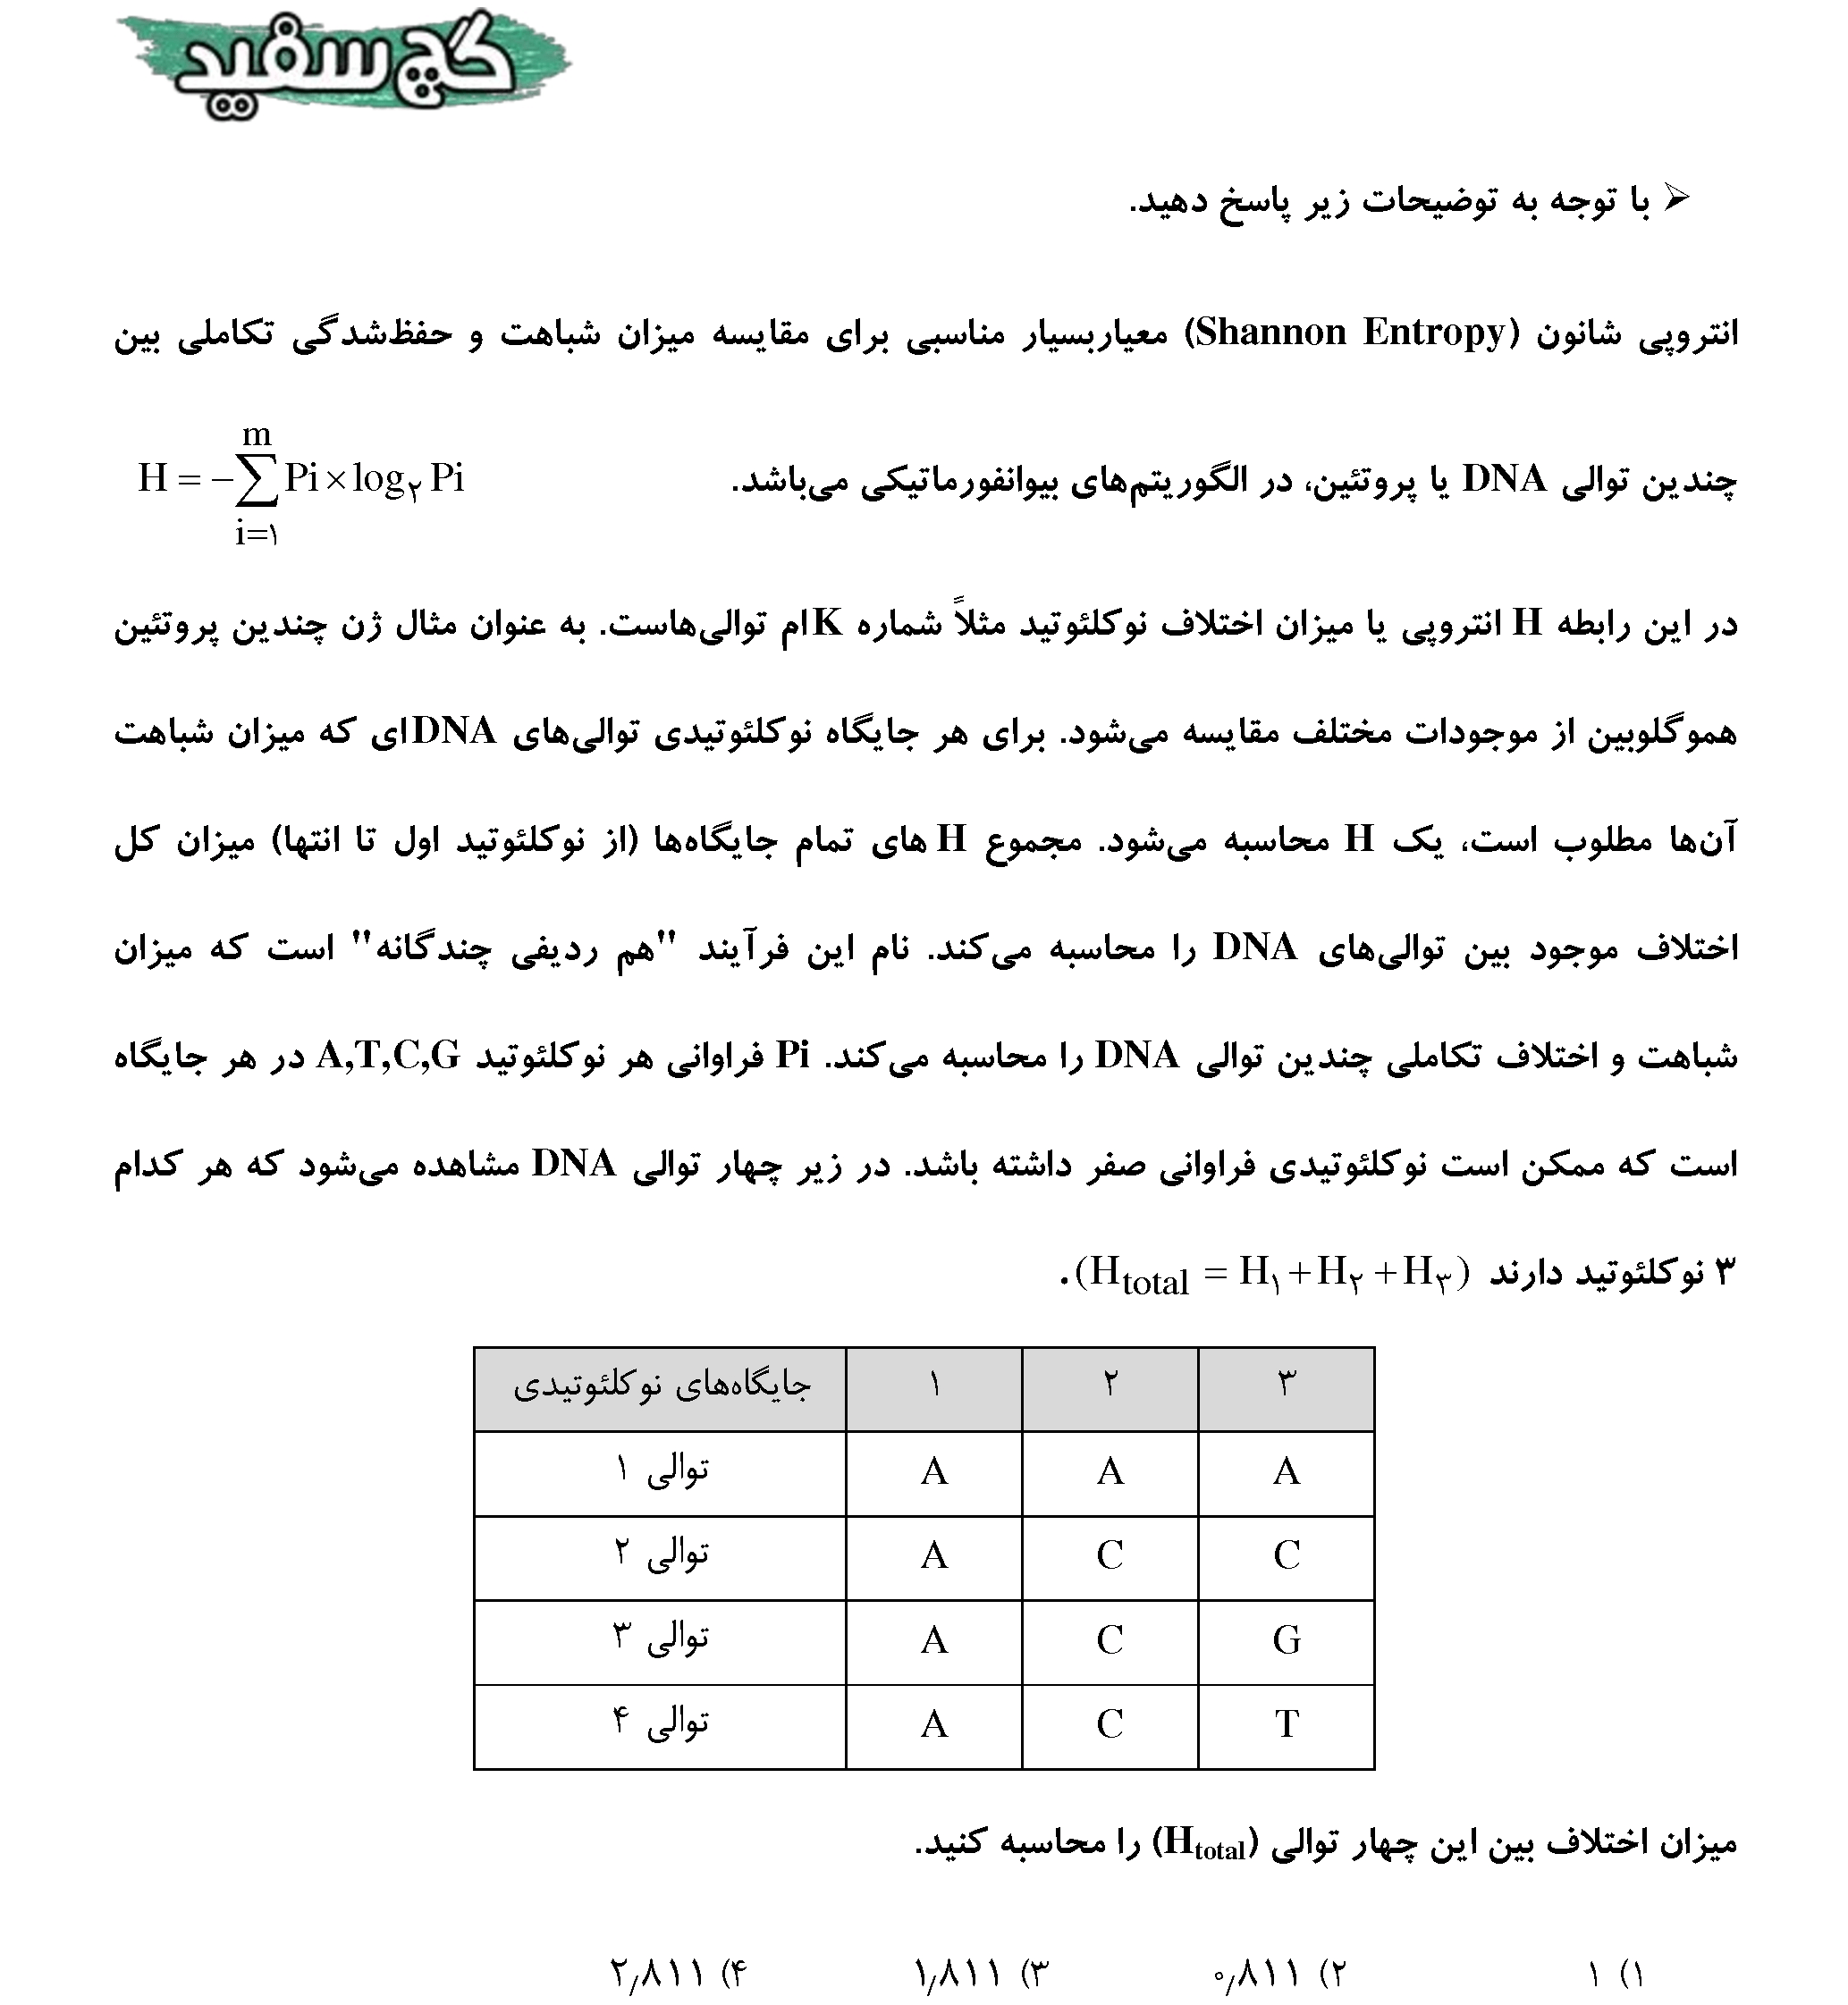 گچ سفید
با توجه به توضیحات زیر پاسخ دهید.
انتروپی شانون (Shannon Entropy) معیاربسیار مناسبی برای مقایسه میزان شباهت و حفظ‌شدگی تکاملی بین
چندین توالی DNA یا پروتئین، در الگوریتم‌های بیوانفورماتیکی می‌باشد. H = −∑_{i=۱}^{m} Pi × log_۲ Pi
در این رابطه H انتروپی یا میزان اختلاف نوکلئوتید مثلاً شماره Kام توالی‌هاست. به عنوان مثال ژن چندین پروتئین
هموگلوبین از موجودات مختلف مقایسه می‌شود. برای هر جایگاه نوکلئوتیدی توالی‌های DNAای که میزان شباهت
آن‌ها مطلوب است، یک H محاسبه می‌شود. مجموع H های تمام جایگاه‌ها (از نوکلئوتید اول تا انتها) میزان کل
اختلاف موجود بین توالی‌های DNA را محاسبه می‌کند. نام این فرآیند "هم ردیفی چندگانه" است که میزان
شباهت و اختلاف تکاملی چندین توالی DNA را محاسبه می‌کند. Pi فراوانی هر نوکلئوتید A,T,C,G در هر جایگاه
است که ممکن است نوکلئوتیدی فراوانی صفر داشته باشد. در زیر چهار توالی DNA مشاهده می‌شود که هر کدام
۳ نوکلئوتید دارند (H_total = H_۱ + H_۲ + H_۳).
جایگاه‌های نوکلئوتیدی ۱ ۲ ۳
توالی ۱ A A A
توالی ۲ A C C
توالی ۳ A C G
توالی ۴ A C T
میزان اختلاف بین این چهار توالی (H_total) را محاسبه کنید.
۱) ۱ ۲) ۰/۸۱۱ ۳) ۱/۸۱۱ ۴) ۲/۸۱۱